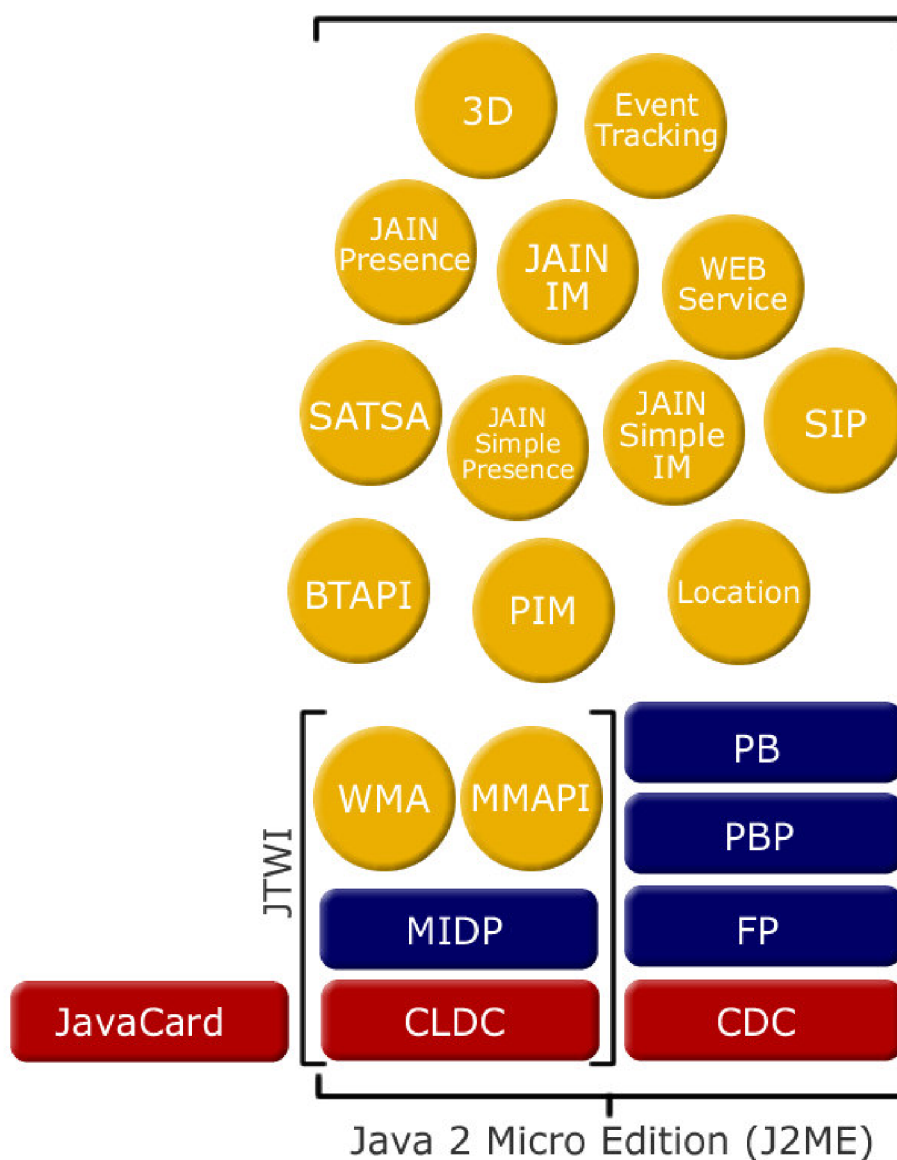 3D
Event
Tracking
JAIN
Presence
JAIN
IM
WEB
Service
SATSA
JAIN
Simple
Presence
JAIN
Simple
IM
SIP
BTAPI
PIM
Location
JTWI
WMA
MMAPI
PB
PBP
MIDP
FP
JavaCard
CLDC
CDC
Java 2 Micro Edition (J2ME)